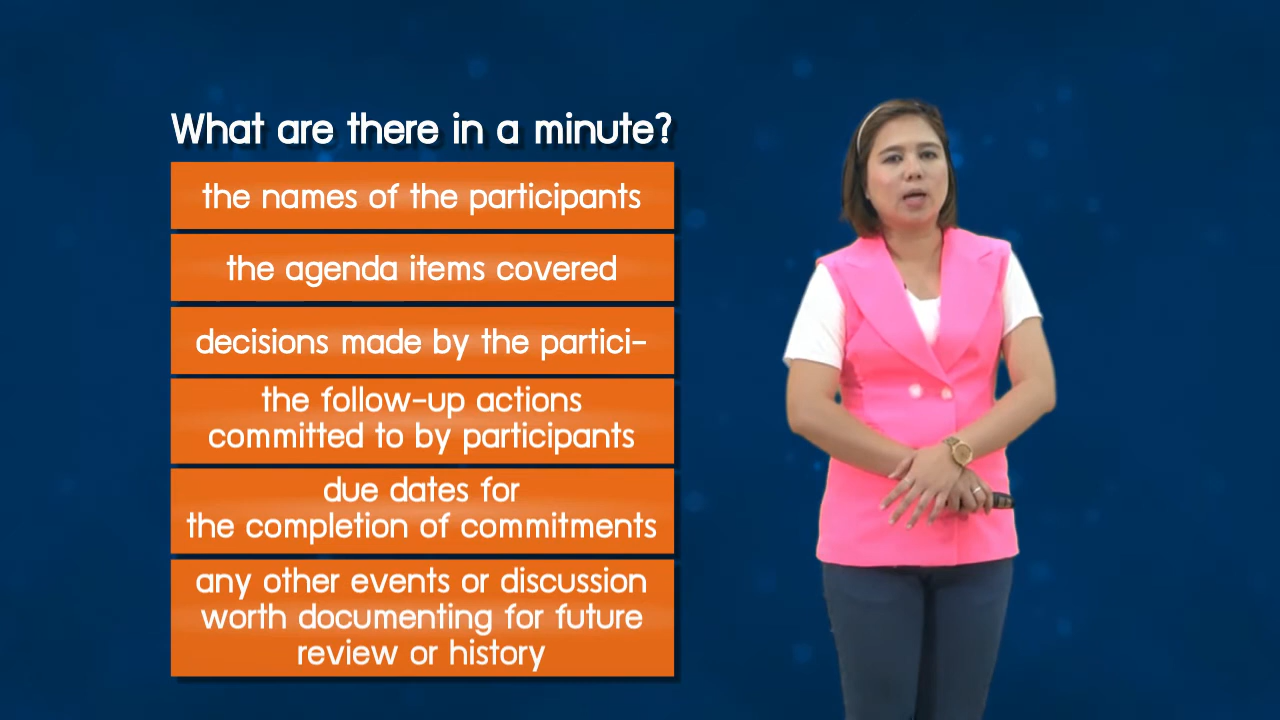 What are there in a minute?
the names of the participants
the agenda items covered
decisions made by the partici-
the follow-up actions
committed to by participants
due dates for
the completion of commitments
any other events or discussion
worth documenting for future
review or history